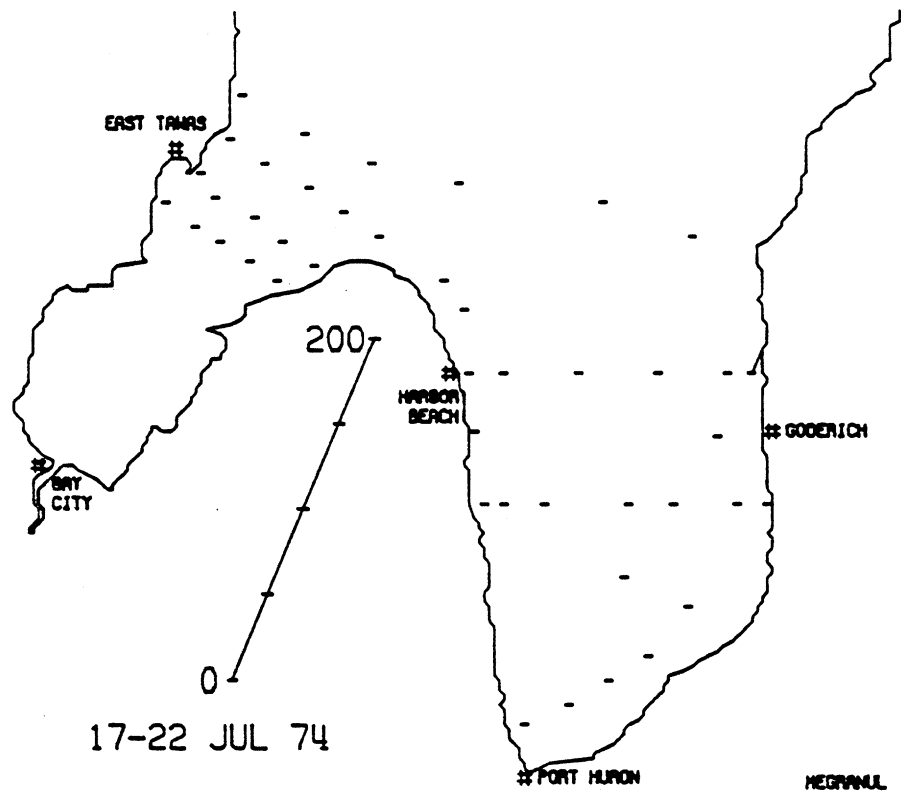 EAST TAWAS
#
200
#
HARBOR
BEACH
# GODERICH
#
BAY
CITY
0
17-22 JUL 74
# PORT HURON
MEGRANUL